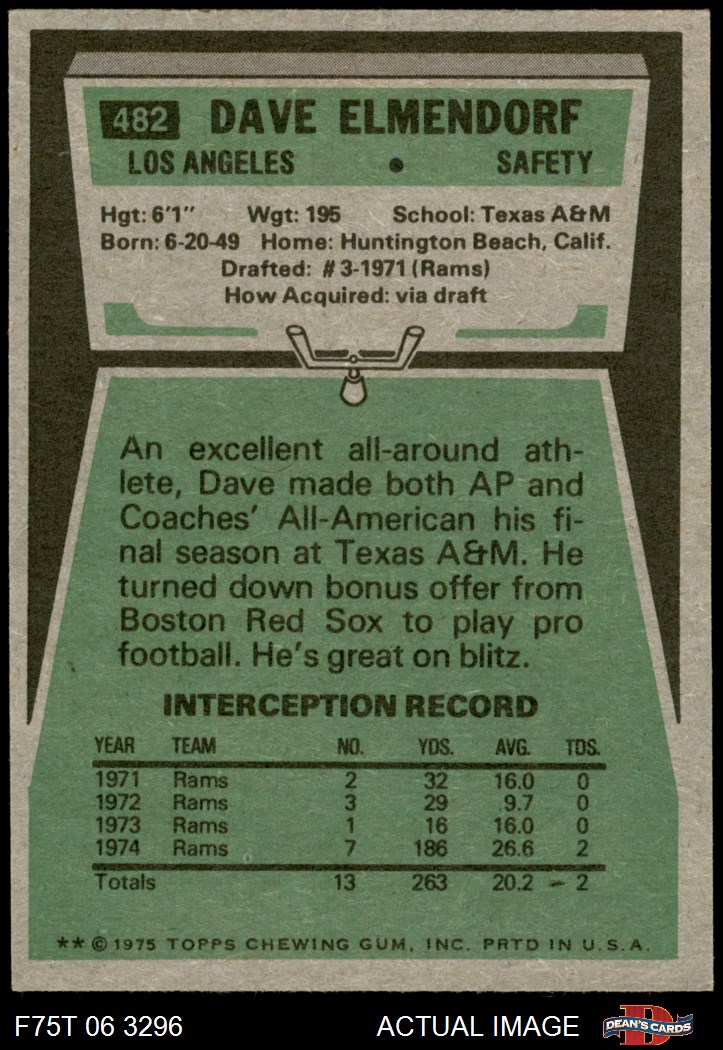 482 DAVE ELMENDORF
LOS ANGELES • SAFETY
Hgt: 6'1" Wgt: 195 School: Texas A&M
Born: 6-20-49 Home: Huntington Beach, Calif.
Drafted: #3-1971 (Rams)
How Acquired: via draft
An excellent all-around ath-
lete, Dave made both AP and
Coaches' All-American his fi-
nal season at Texas A&M. He
turned down bonus offer from
Boston Red Sox to play pro
football. He's great on blitz.
INTERCEPTION RECORD
YEAR TEAM NO. YDS. AVG. TDS.
1971 Rams 2 32 16.0 0
1972 Rams 3 29 9.7 0
1973 Rams 1 16 16.0 0
1974 Rams 7 186 26.6 2
Totals 13 263 20.2 2
** © 1975 TOPPS CHEWING GUM, INC. PRTD IN U.S.A.
F75T 06 3296 ACTUAL IMAGE D DEAN'S CARDS